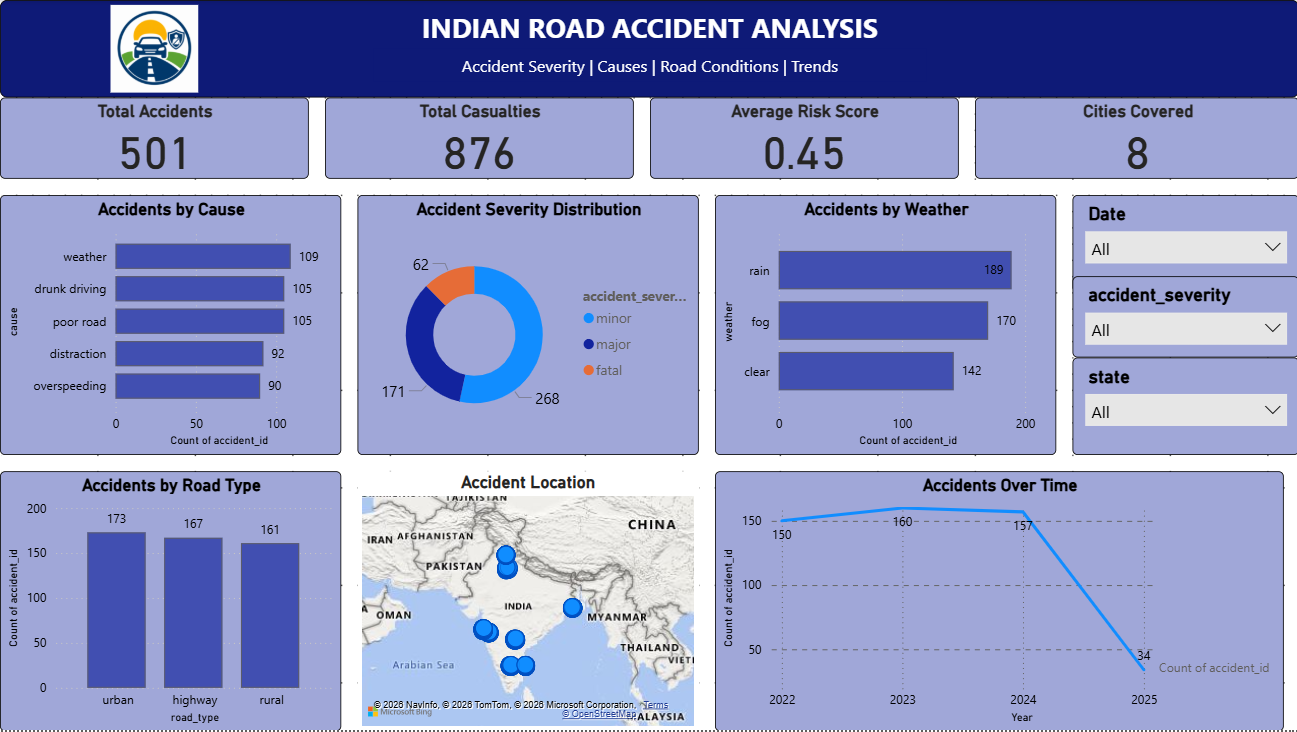 INDIAN ROAD ACCIDENT ANALYSIS
Accident Severity | Causes | Road Conditions | Trends
Total Accidents
501
Total Casualties
876
Average Risk Score
0.45
Cities Covered
8
Accidents by Cause
cause
weather 109
drunk driving 105
poor road 105
distraction 92
overspeeding 90
0 50 100
Count of accident_id
Accident Severity Distribution
62
171
268
accident_sever...
minor
major
fatal
Accidents by Weather
weather
rain 189
fog 170
clear 142
0 100 200
Count of accident_id
Date
All
accident_severity
All
state
All
Accidents by Road Type
Count of accident_id
200
150
100
50
0
173 167 161
urban highway rural
road_type
Accident Location
TAJIKISTAN
CHINA
IRAN
AFGHANISTAN
PAKISTAN
OMAN
INDIA
MYANMAR
THAILAND
VIET
Arabian Sea
© 2026 NavInfo, © 2026 TomTom, © 2026 Microsoft Corporation, Terms
Microsoft Bing
© OpenStreetMap
ALAYSIA
Accidents Over Time
Count of accident_id
150
100
50
150 160 157 34
Count of accident_id
2022 2023 2024 2025
Year